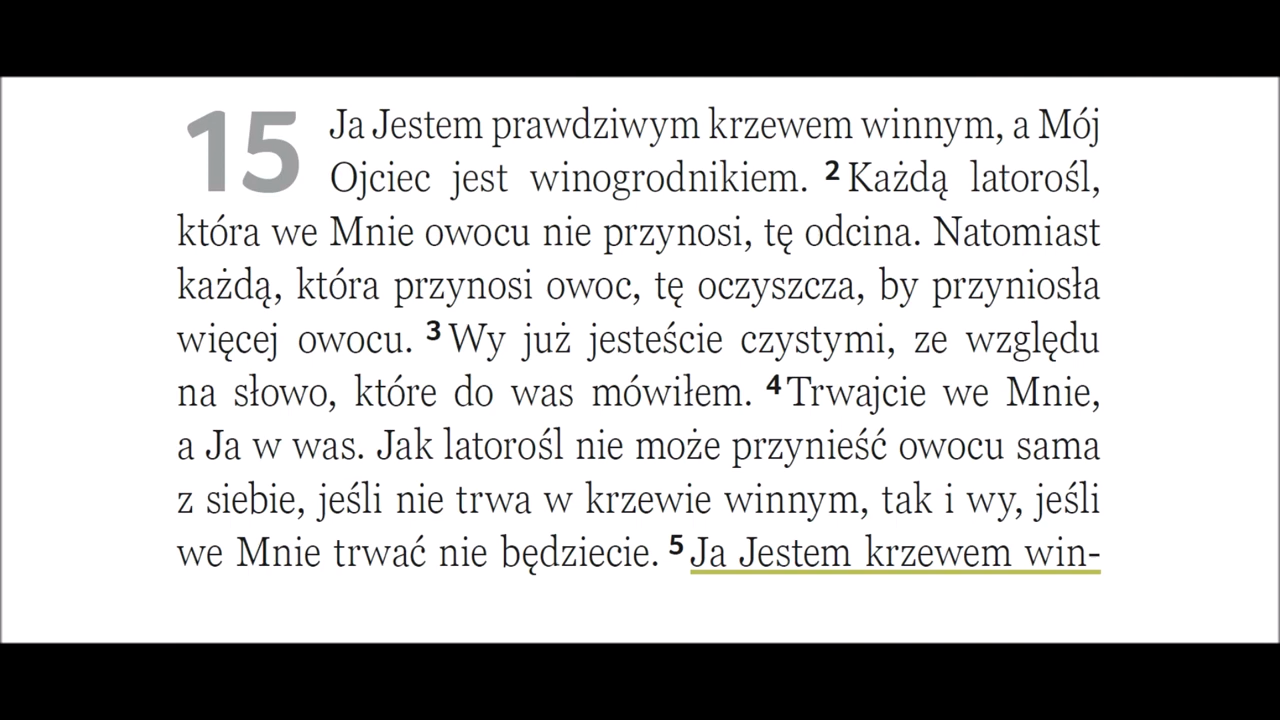 15 Ja Jestem prawdziwym krzewem winnym, a Mój
Ojciec jest winogrodnikiem. 2 Każdą latorośl,
która we Mnie owocu nie przynosi, tę odcina. Natomiast
każdą, która przynosi owoc, tę oczyszcza, by przyniosła
więcej owocu. 3 Wy już jesteście czystymi, ze względu
na słowo, które do was mówiłem. 4 Trwajcie we Mnie,
a Ja w was. Jak latorośl nie może przynieść owocu sama
z siebie, jeśli nie trwa w krzewie winnym, tak i wy, jeśli
we Mnie trwać nie będziecie. 5 Ja Jestem krzewem win-